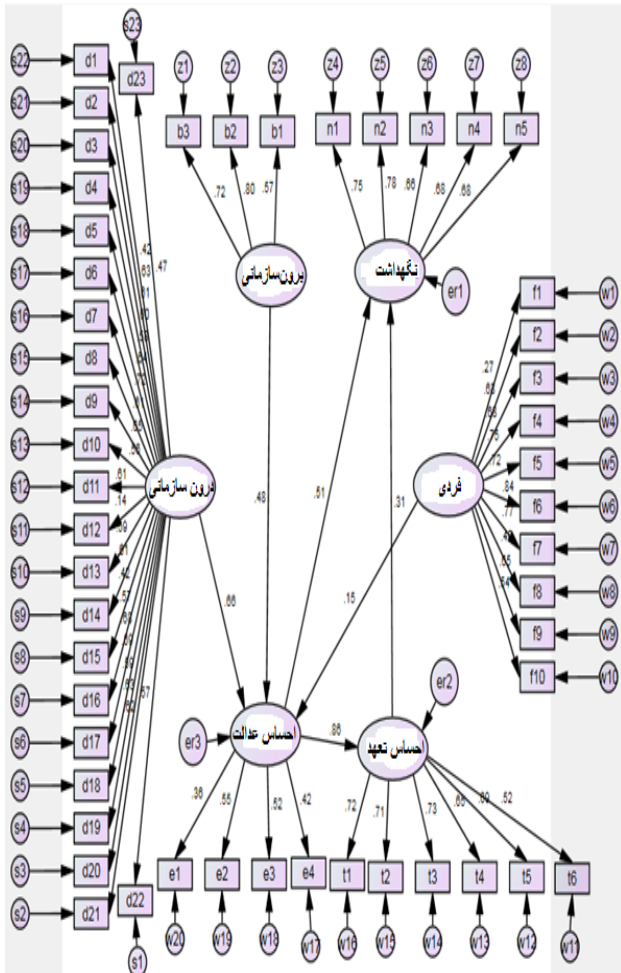 s23
z1 z2 z3 z4 z5 z6 z7 z8
s22 d1 d23
s21 d2
b3 b2 b1 n1 n2 n3 n4 n5
s20 d3
s19 d4
.72 .80 .57 .75 .78 .66 .68 .68
s18 d5
.42 .47
.63
s17 d6
برون‌سازمانی
نگهداشت
er1
f1 w1
s16 d7
f2 w2
s15 d8
f3 w3
s14 d9
.27
f4 w4
s13 d10
.75
f5 w5
.72
s12 d11
.61
درون سازمانی
.48
.51
.31
فردی
.84
f6 w6
s11 d12
.14
f7 w7
s10 d13
.42
f8 w8
s9 d14
.66
.15
.54
f9 w9
s8 d15
f10 w10
s7 d16
er2
s6 d17
.57
er3
احساس عدالت
.86
احساس تعهد
s5 d18
s4 d19
.36 .55 .52 .42 .72 .71 .73 .52
s3 d20
e1 e2 e3 e4 t1 t2 t3 t4 t5 t6
s2 d21 d22
s1
w20 w19 w18 w17 w16 w15 w14 w13 w12 w11